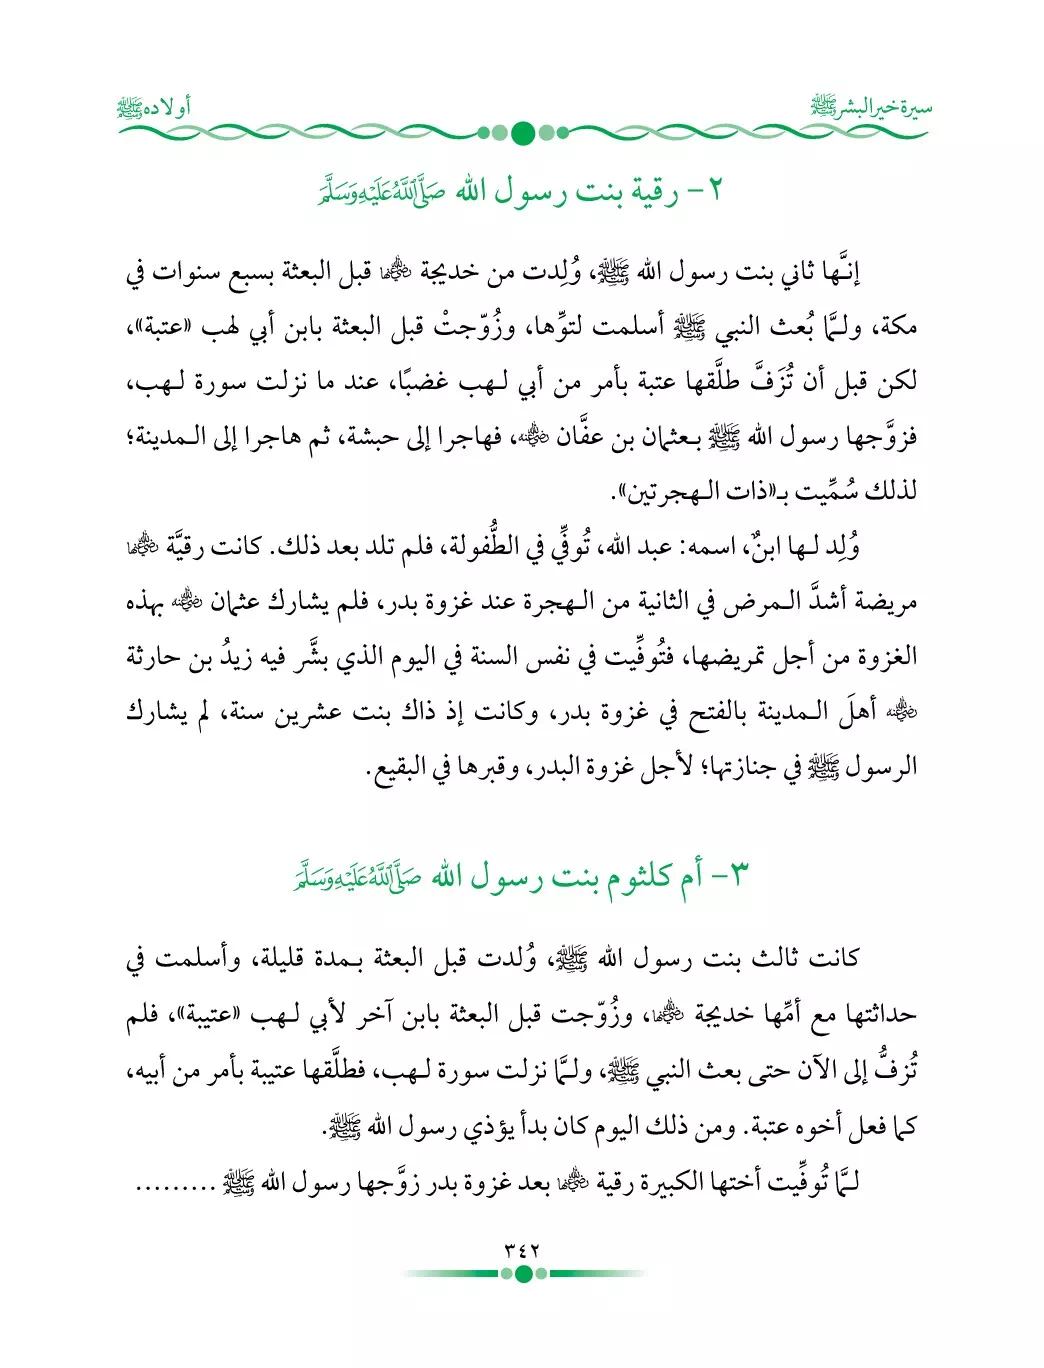 سيرة خير البشر ﷺ
أولاده ﷺ
٢- رقية بنت رسول الله صَلَّىاللَّهُعَلَيْهِوَسَلَّمَ
إنـَّها ثاني بنت رسول الله ﷺ، وُلِدت من خديجة رضي الله عنها قبل البعثة بسبع سنوات في
مكة، ولـمَّا بُعث النبي ﷺ أسلمت لتوِّها، وزُوّجتْ قبل البعثة بابن أبي لهب «عتبة»،
لكن قبل أن تُزَفَّ طلَّقها عتبة بأمر من أبي لـهب غضبًا، عند ما نزلت سورة لـهب،
فزوَّجها رسول الله ﷺ بـعثمان بن عفَّان رضي الله عنه، فهاجرا إلى حبشة، ثم هاجرا إلى الـمدينة؛
لذلك سُمِّيت بـ«ذات الـهجرتين».
وُلِد لـها ابنٌ، اسمه: عبد الله، تُوفِّي في الطُّفولة، فلم تلد بعد ذلك. كانت رقيَّة رضي الله عنها
مريضة أشدَّ الـمرض في الثانية من الـهجرة عند غزوة بدر، فلم يشارك عثمان رضي الله عنه بهذه
الغزوة من أجل تمريضها، فتُوفِّيت في نفس السنة في اليوم الذي بشَّر فيه زيدُ بن حارثة
رضي الله عنه أهلَ الـمدينة بالفتح في غزوة بدر، وكانت إذ ذاك بنت عشرين سنة، لم يشارك
الرسول ﷺ في جنازتها؛ لأجل غزوة البدر، وقبرها في البقيع.
٣- أم كلثوم بنت رسول الله صَلَّىاللَّهُعَلَيْهِوَسَلَّمَ
كانت ثالث بنت رسول الله ﷺ، وُلدت قبل البعثة بـمدة قليلة، وأسلمت في
حداثتها مع أمِّها خديجة رضي الله عنها، وزُوّجت قبل البعثة بابن آخر لأبي لـهب «عتيبة»، فلم
تُزفُّ إلى الآن حتى بعث النبي ﷺ، ولـمَّا نزلت سورة لـهب، فطلَّقها عتيبة بأمر من أبيه،
كما فعل أخوه عتبة. ومن ذلك اليوم كان بدأ يؤذي رسول الله ﷺ.
لـمَّا تُوفِّيت أختها الكبيرة رقية رضي الله عنها بعد غزوة بدر زوَّجها رسول الله ﷺ .........
٣٤٢